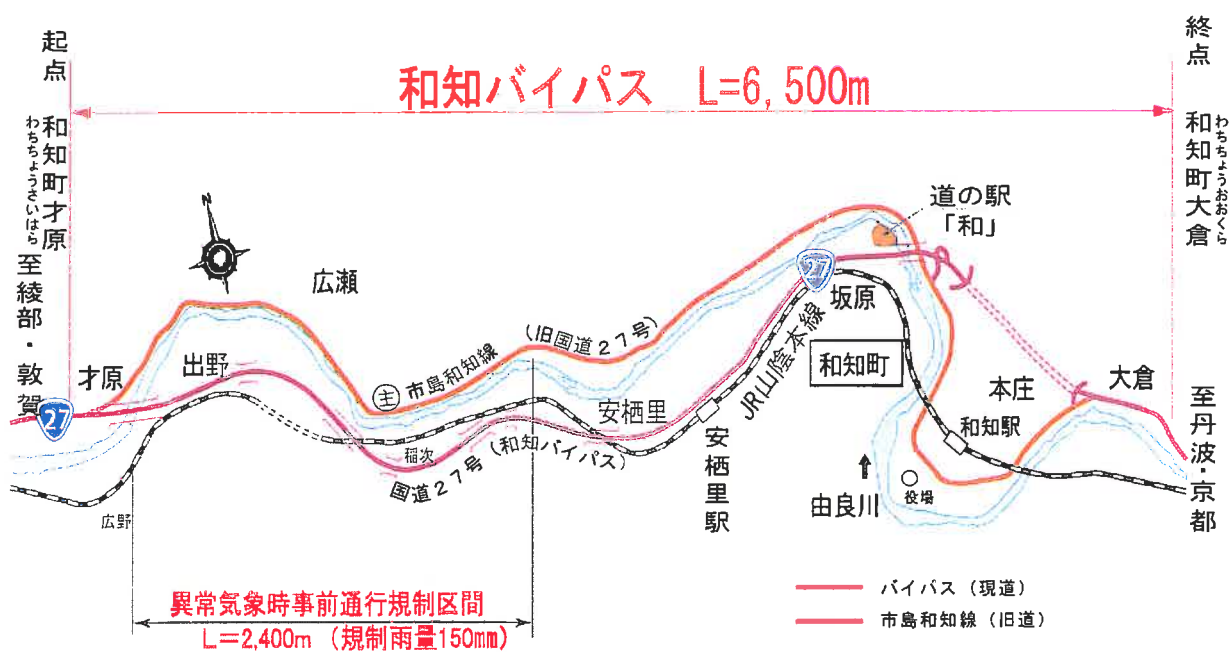 起点
和知町才原
わちちょうさいはら
至綾部・敦賀
和知バイパス L=6,500m
終点
和知町大倉
わちちょうおおくら
至丹波・京都
N
道の駅
「和」
広瀬
27
坂原
(旧国道27号)
主 市島和知線
JR山陰本線
和知町
出野
才原
27
本庄
大倉
安栖里
和知駅
稲次
国道27号(和知バイパス)
安栖里駅
由良川
役場
広野
異常気象時事前通行規制区間
L=2,400m (規制雨量150mm)
バイパス (現道)
市島和知線 (旧道)